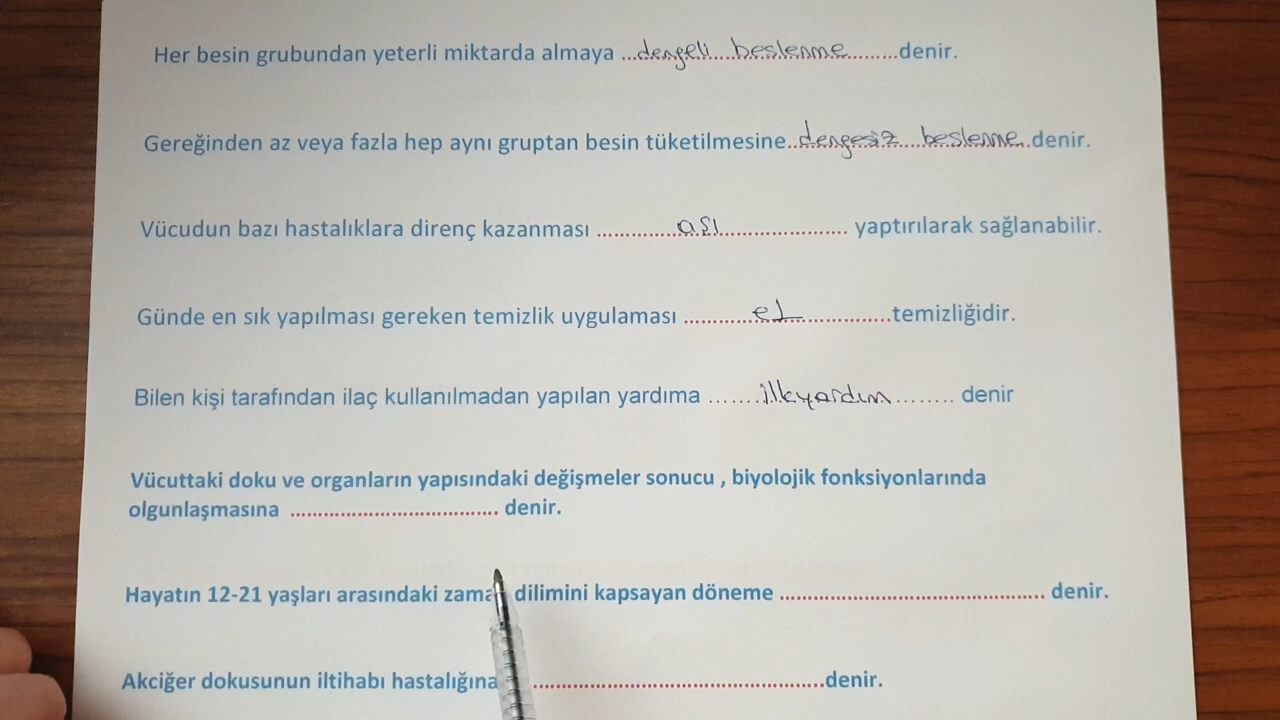 Her besin grubundan yeterli miktarda almaya ...dengeli beslenme...denir.
Gereğinden az veya fazla hep aynı gruptan besin tüketilmesine..dengesiz beslenme..denir.
Vücudun bazı hastalıklara direnç kazanması ......aşı...... yaptırılarak sağlanabilir.
Günde en sık yapılması gereken temizlik uygulaması ......el......temizliğidir.
Bilen kişi tarafından ilaç kullanılmadan yapılan yardıma ......ilkyardım........ denir
Vücuttaki doku ve organların yapısındaki değişmeler sonucu , biyolojik fonksiyonlarında
olgunlaşmasına ...................................... denir.
Hayatın 12-21 yaşları arasındaki zaman dilimini kapsayan döneme ................................................ denir.
Akciğer dokusunun iltihabı hastalığına .....................................................denir.